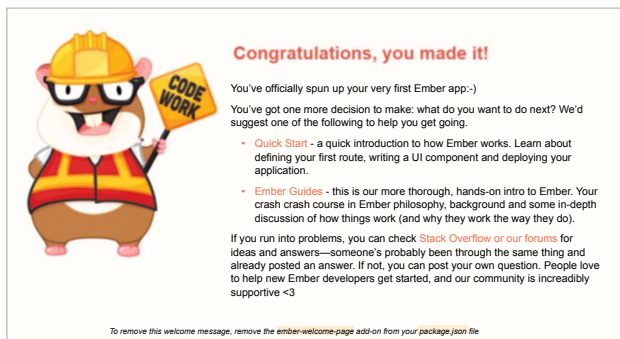 CODE
WORK
Congratulations, you made it!
You've officially spun up your very first Ember app:-)
You've got one more decision to make: what do you want to do next? We'd
suggest one of the following to help you get going.
• Quick Start - a quick introduction to how Ember works. Learn about
defining your first route, writing a UI component and deploying your
application.
• Ember Guides - this is our more thorough, hands-on intro to Ember. Your
crash crash course in Ember philosophy, background and some in-depth
discussion of how things work (and why they work the way they do).
If you run into problems, you can check Stack Overflow or our forums for
ideas and answers—someone's probably been through the same thing and
already posted an answer. If not, you can post your own question. People love
to help new Ember developers get started, and our community is increadibly
supportive <3
To remove this welcome message, remove the ember-welcome-page add-on from your package.json file